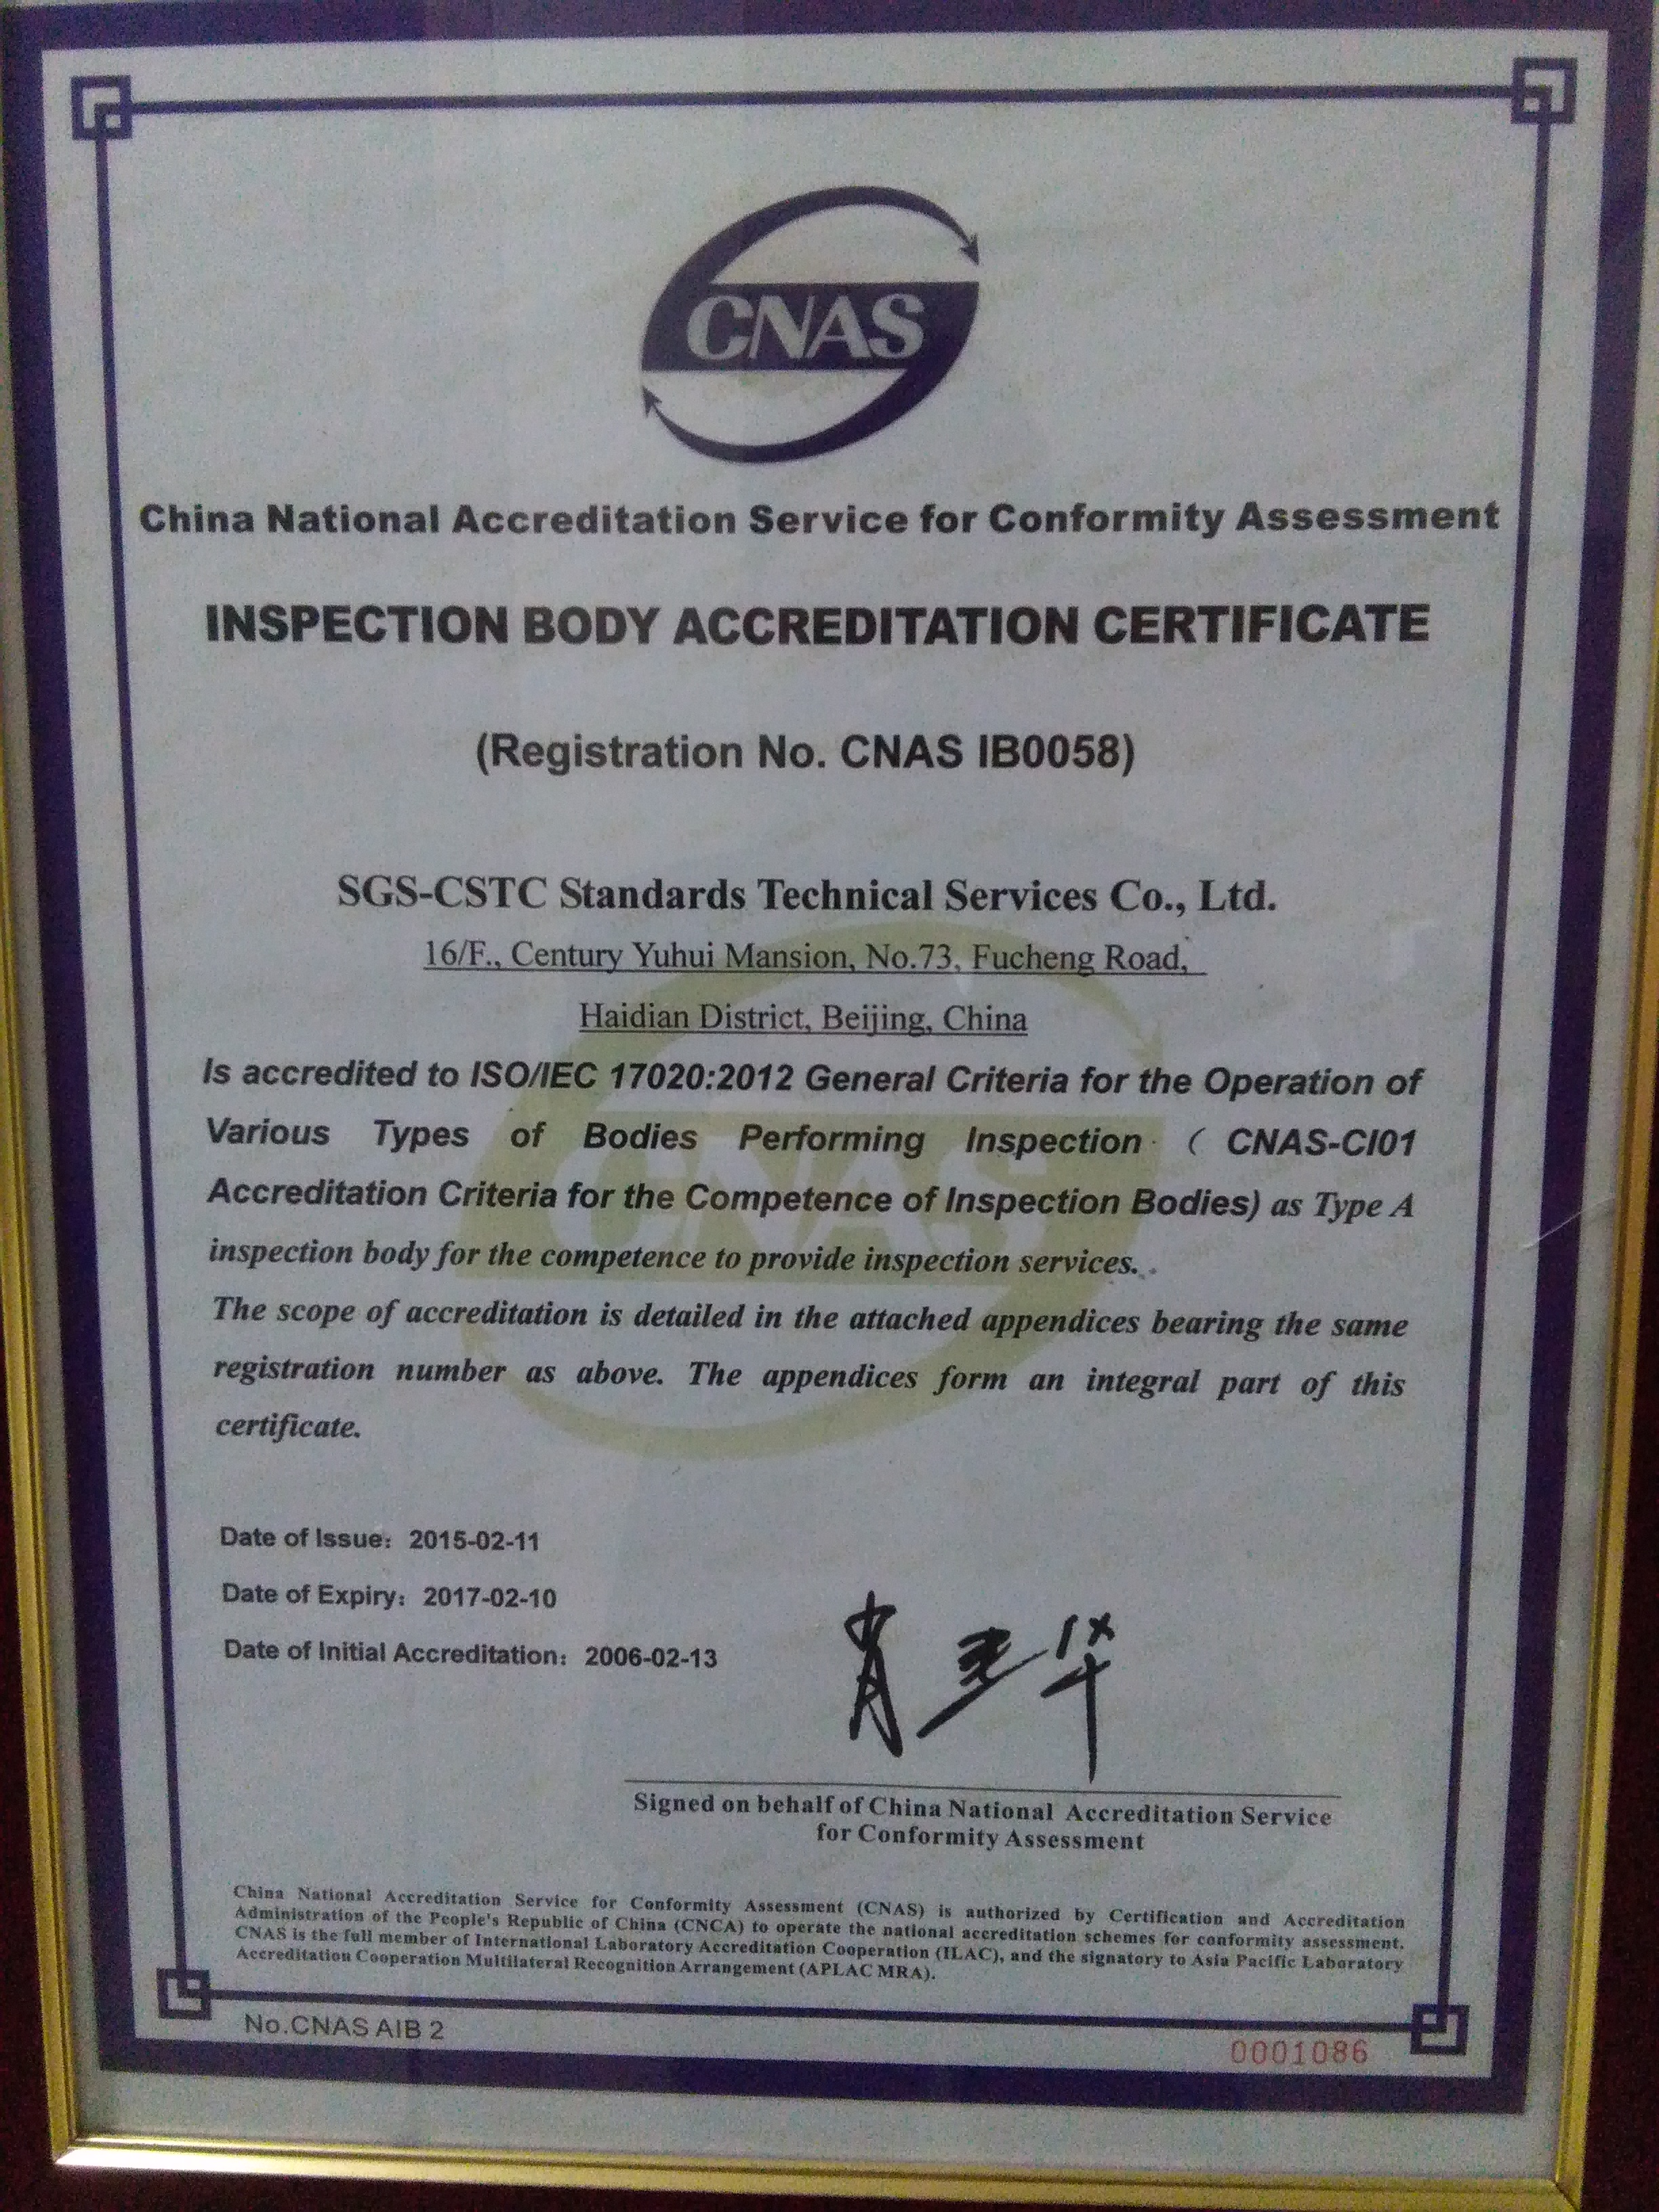 CNAS
China National Accreditation Service for Conformity Assessment
INSPECTION BODY ACCREDITATION CERTIFICATE
(Registration No. CNAS IB0058)
SGS-CSTC Standards Technical Services Co., Ltd.
16/F., Century Yuhui Mansion, No.73, Fucheng Road,
Haidian District, Beijing, China
Is accredited to ISO/IEC 17020:2012 General Criteria for the Operation of
Various Types of Bodies Performing Inspection （ CNAS-CI01
Accreditation Criteria for the Competence of Inspection Bodies) as Type A
inspection body for the competence to provide inspection services.
The scope of accreditation is detailed in the attached appendices bearing the same
registration number as above. The appendices form an integral part of this
certificate.
Date of Issue：2015-02-11
Date of Expiry：2017-02-10
Date of Initial Accreditation：2006-02-13
Signed on behalf of China National Accreditation Service
for Conformity Assessment
China National Accreditation Service for Conformity Assessment (CNAS) is authorized by Certification and Accreditation
Administration of the People's Republic of China (CNCA) to operate the national accreditation schemes for conformity assessment.
CNAS is the full member of International Laboratory Accreditation Cooperation (ILAC), and the signatory to Asia Pacific Laboratory
Accreditation Cooperation Multilateral Recognition Arrangement (APLAC MRA).
No.CNAS AIB 2
0001086